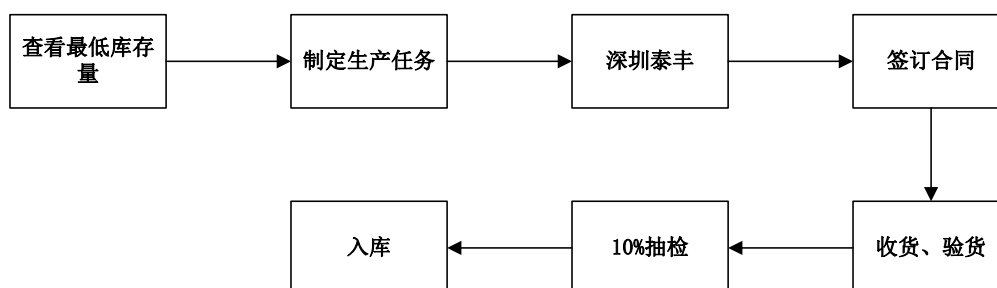 查看最低库存
量
制定生产任务
深圳泰丰
签订合同
收货、验货
10%抽检
入库